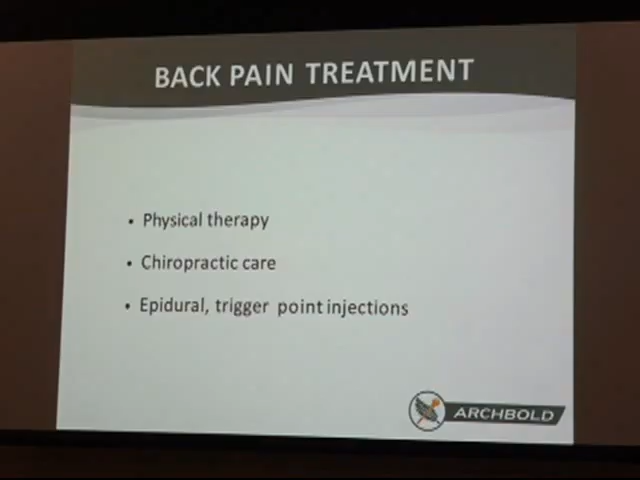 BACK PAIN TREATMENT
• Physical therapy
• Chiropractic care
• Epidural, trigger point injections
ARCHBOLD